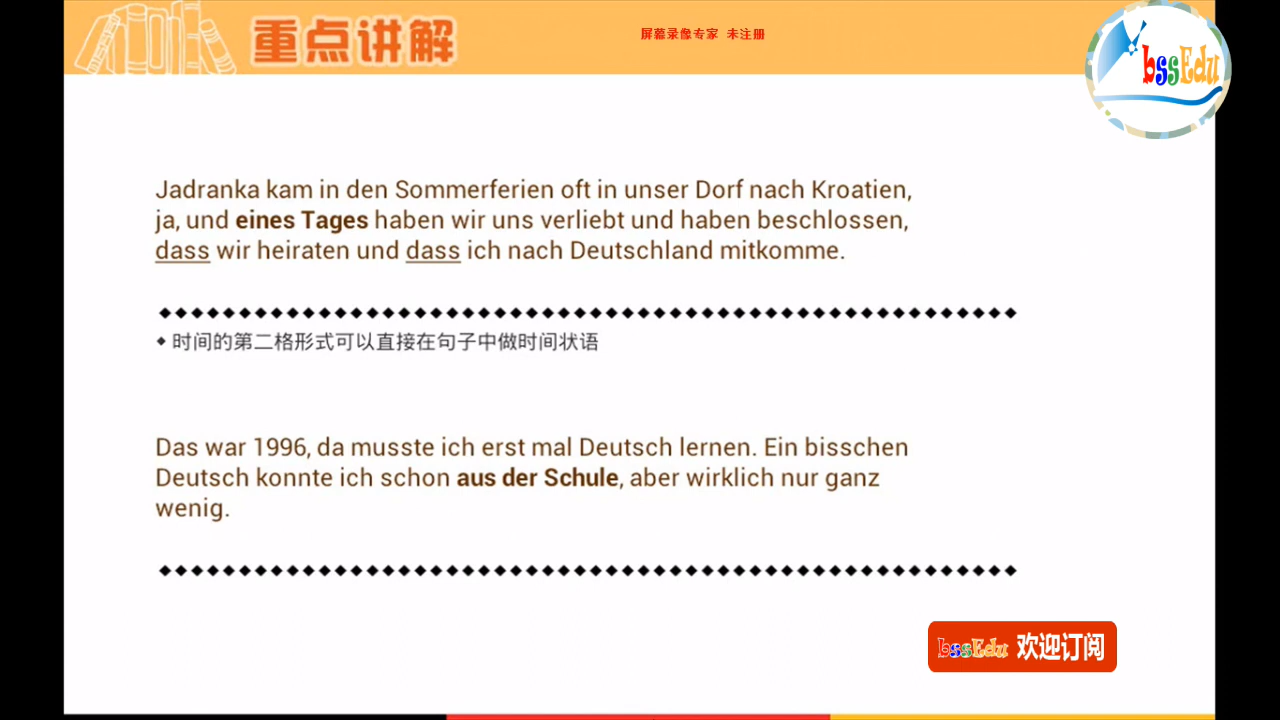 重点讲解
屏幕录像专家 未注册
bssEdu
Jadranka kam in den Sommerferien oft in unser Dorf nach Kroatien,
ja, und eines Tages haben wir uns verliebt und haben beschlossen,
dass wir heiraten und dass ich nach Deutschland mitkomme.
时间的第二格形式可以直接在句子中做时间状语
Das war 1996, da musste ich erst mal Deutsch lernen. Ein bisschen
Deutsch konnte ich schon aus der Schule, aber wirklich nur ganz
wenig.
bssEdu 欢迎订阅